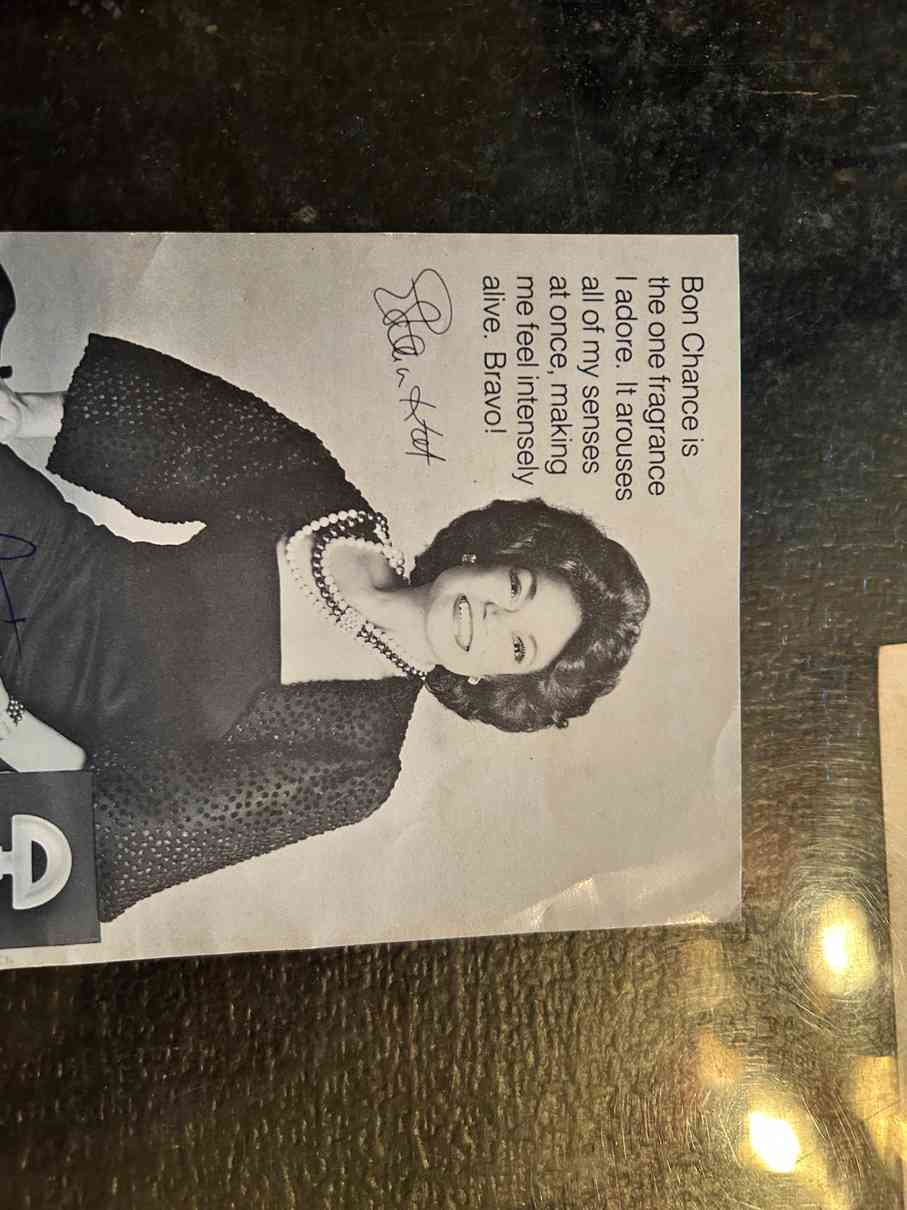 Bon Chance is
the one fragrance
I adore. It arouses
all of my senses
at once, making
me feel intensely
alive. Bravo!